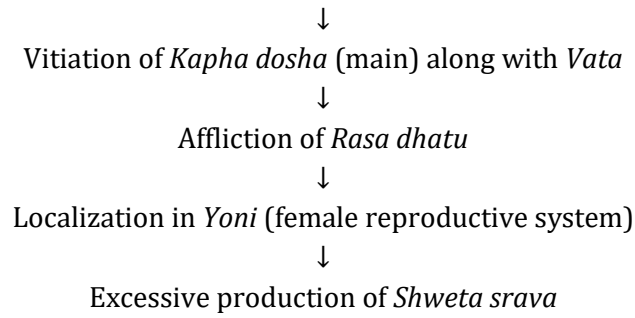 ↓
Vitiation of Kapha dosha (main) along with Vata
↓
Affliction of Rasa dhatu
↓
Localization in Yoni (female reproductive system)
↓
Excessive production of Shweta srava